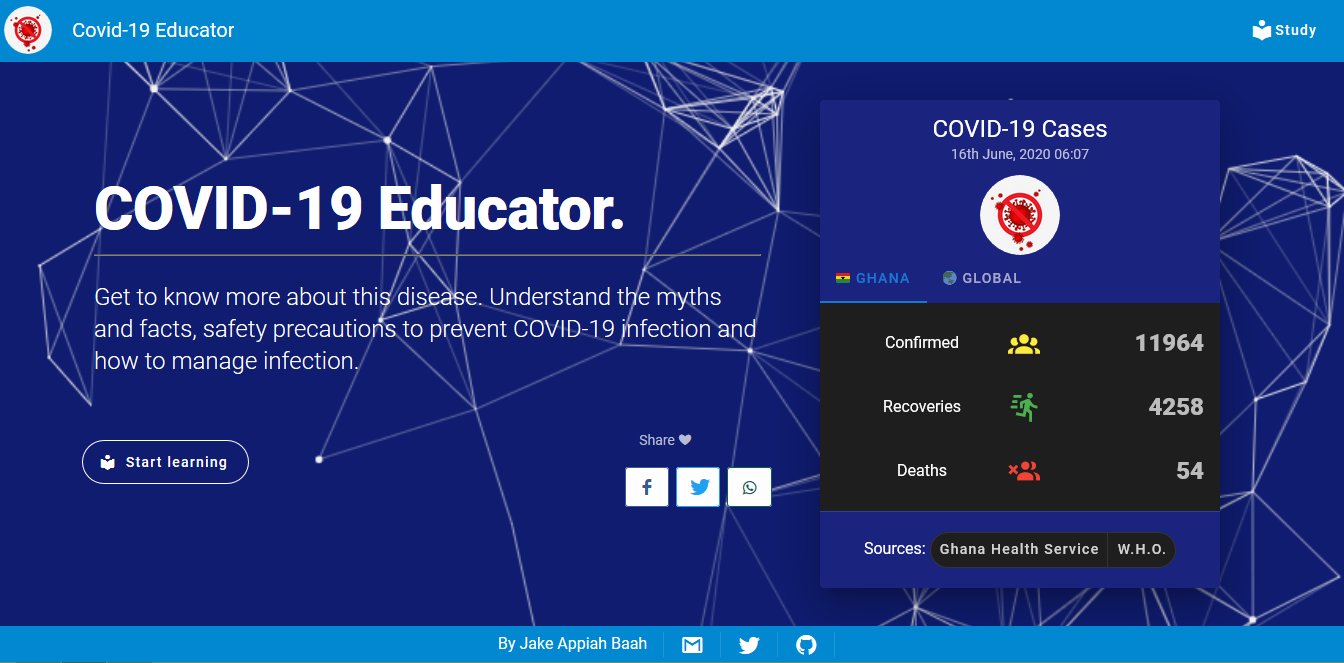 Covid-19 Educator
Study
COVID-19 Educator.
Get to know more about this disease. Understand the myths
and facts, safety precautions to prevent COVID-19 infection and
how to manage infection.
Start learning
Share
COVID-19 Cases
16th June, 2020 06:07
GHANA
GLOBAL
Confirmed 11964
Recoveries 4258
Deaths 54
Sources: Ghana Health Service W.H.O.
By Jake Appiah Baah